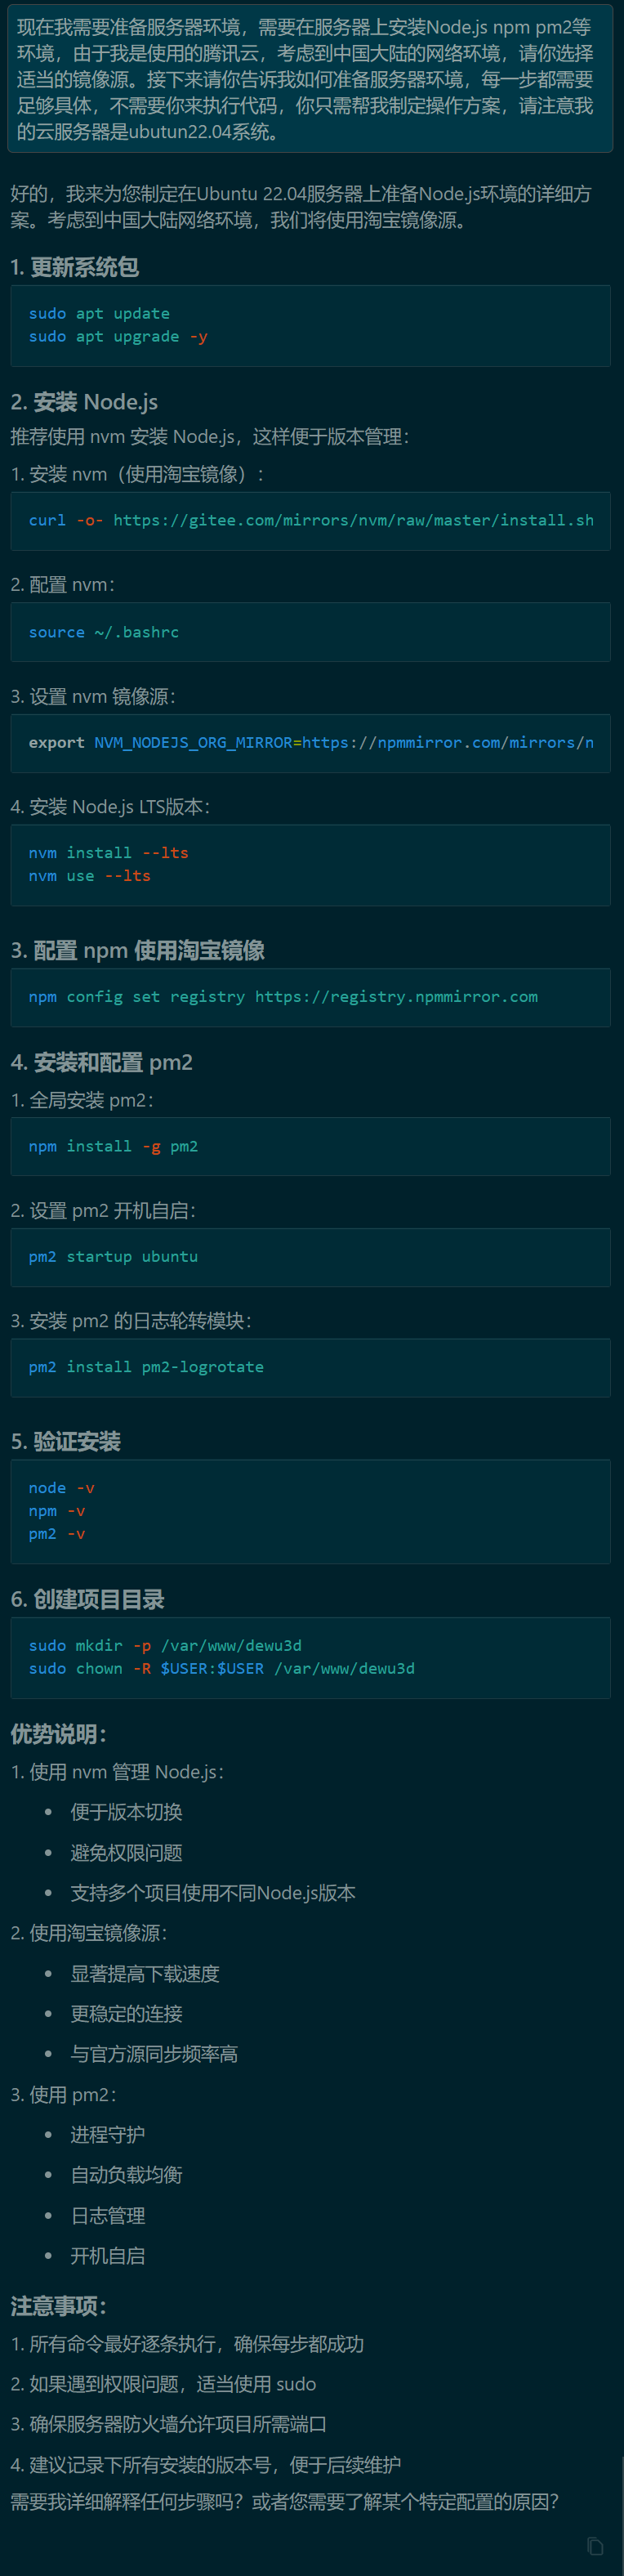 现在我需要准备服务器环境，需要在服务器上安装Node.js npm pm2等
环境，由于我是使用的腾讯云，考虑到中国大陆的网络环境，请你选择
适当的镜像源。接下来请你告诉我如何准备服务器环境，每一步都需要
足够具体，不需要你来执行代码，你只需帮我制定操作方案，请注意我
的云服务器是ubutun22.04系统。
好的，我来为您制定在Ubuntu 22.04服务器上准备Node.js环境的详细方
案。考虑到中国大陆网络环境，我们将使用淘宝镜像源。
1. 更新系统包
sudo apt update
sudo apt upgrade -y
2. 安装 Node.js
推荐使用 nvm 安装 Node.js，这样便于版本管理：
1. 安装 nvm（使用淘宝镜像）：
curl -o- https://gitee.com/mirrors/nvm/raw/master/install.sh
2. 配置 nvm：
source ~/.bashrc
3. 设置 nvm 镜像源：
export NVM_NODEJS_ORG_MIRROR=https://npmmirror.com/mirrors/n
4. 安装 Node.js LTS版本：
nvm install --lts
nvm use --lts
3. 配置 npm 使用淘宝镜像
npm config set registry https://registry.npmmirror.com
4. 安装和配置 pm2
1. 全局安装 pm2：
npm install -g pm2
2. 设置 pm2 开机自启：
pm2 startup ubuntu
3. 安装 pm2 的日志轮转模块：
pm2 install pm2-logrotate
5. 验证安装
node -v
npm -v
pm2 -v
6. 创建项目目录
sudo mkdir -p /var/www/dewu3d
sudo chown -R $USER:$USER /var/www/dewu3d
优势说明：
1. 使用 nvm 管理 Node.js：
• 便于版本切换
• 避免权限问题
• 支持多个项目使用不同Node.js版本
2. 使用淘宝镜像源：
• 显著提高下载速度
• 更稳定的连接
• 与官方源同步频率高
3. 使用 pm2：
• 进程守护
• 自动负载均衡
• 日志管理
• 开机自启
注意事项：
1. 所有命令最好逐条执行，确保每步都成功
2. 如果遇到权限问题，适当使用 sudo
3. 确保服务器防火墙允许项目所需端口
4. 建议记录下所有安装的版本号，便于后续维护
需要我详细解释任何步骤吗？或者您需要了解某个特定配置的原因？